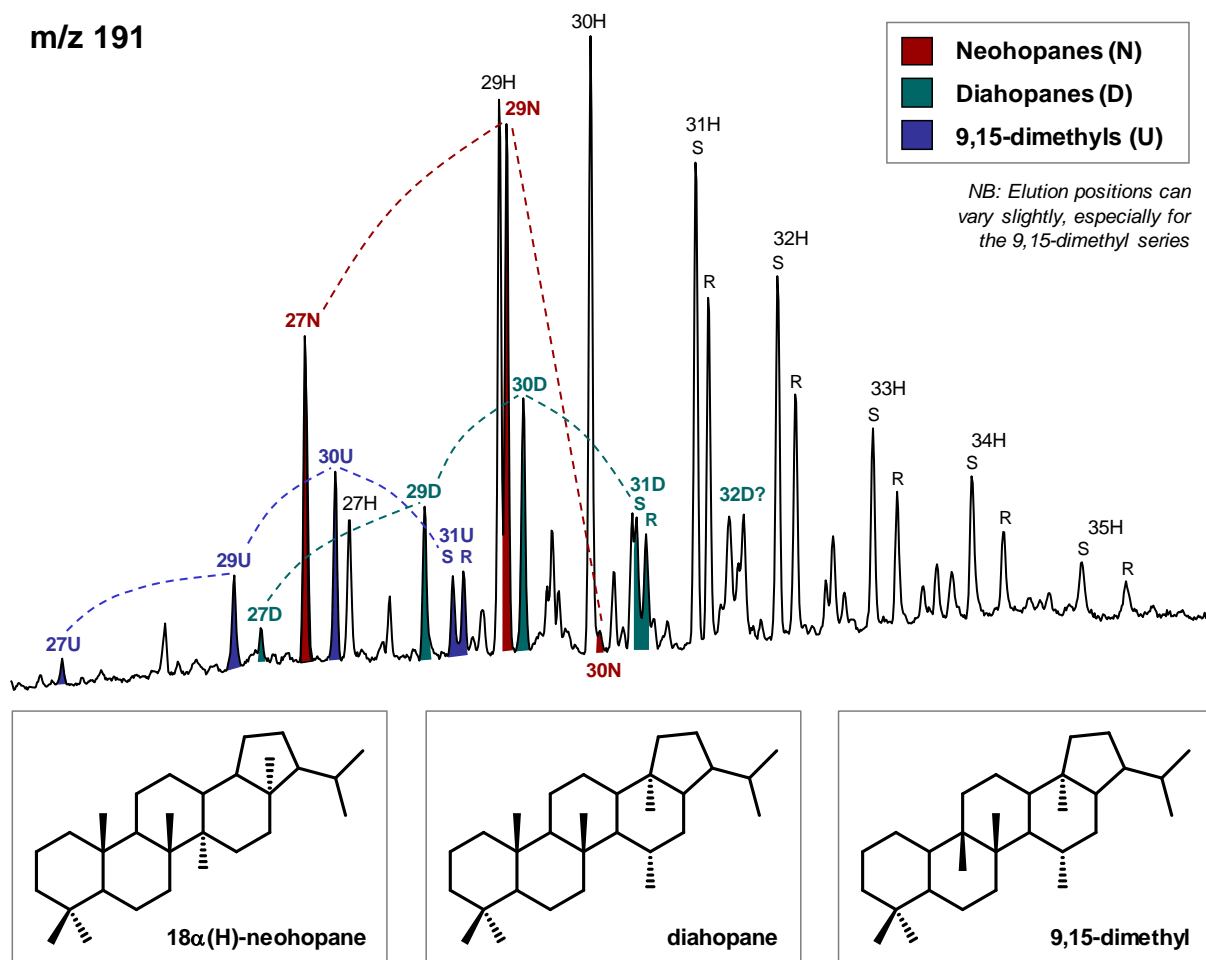 m/z 191
30H
Neohopanes (N)
Diahopanes (D)
9,15-dimethyls (U)
NB: Elution positions can
vary slightly, especially for
the 9,15-dimethyl series
29H
29N
31H
S
R
32H
S
R
27N
30D
33H
S
R
34H
S
R
30U
27H
29D
31D
S
R
32D?
31U
S R
35H
S
R
29U
27D
27U
30N
18α(H)-neohopane
diahopane
9,15-dimethyl